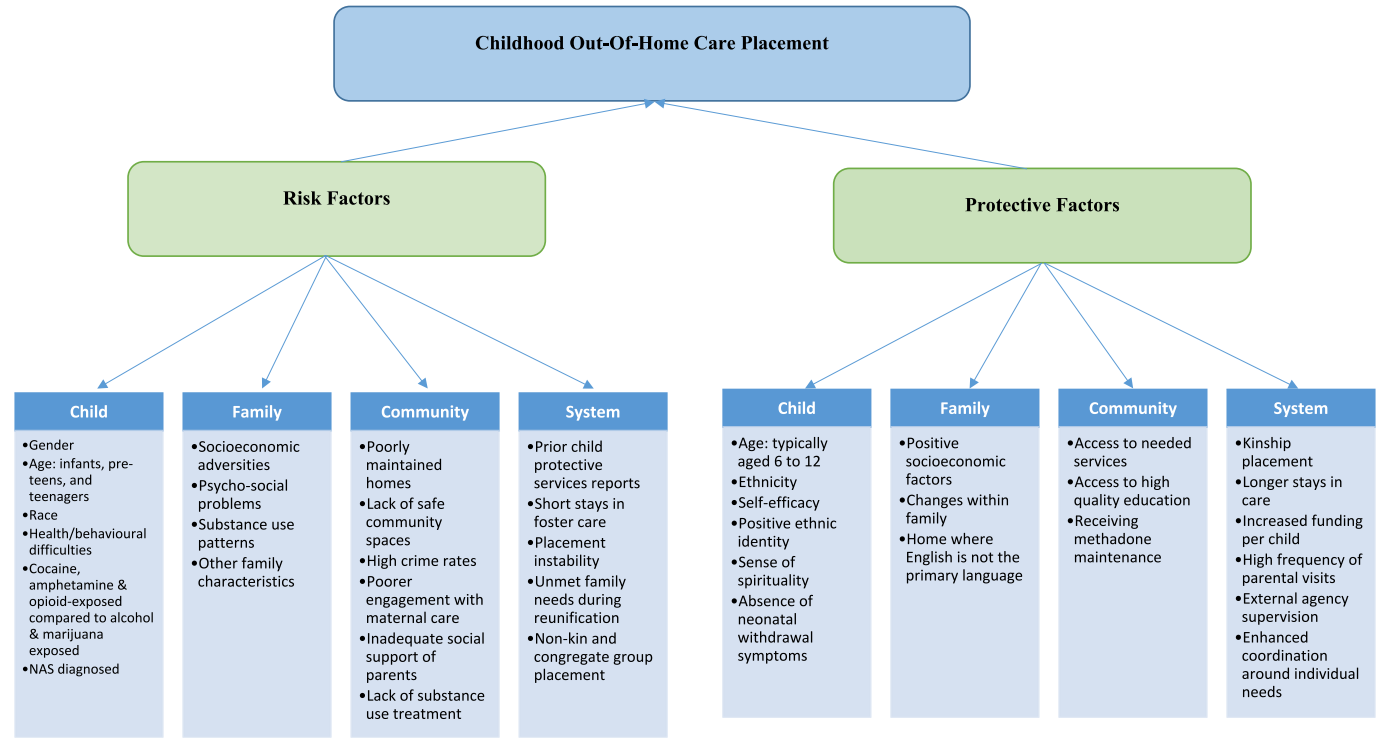 Childhood Out-Of-Home Care Placement
Risk Factors
Protective Factors
Child
•Gender
•Age: infants, pre-
teens, and
teenagers
•Race
•Health/behavioural
difficulties
•Cocaine,
amphetamine &
opioid-exposed
compared to alcohol
& marijuana
exposed
•NAS diagnosed
Family
•Socioeconomic
adversities
•Psycho-social
problems
•Substance use
patterns
•Other family
characteristics
Community
•Poorly
maintained
homes
•Lack of safe
community
spaces
•High crime rates
•Poorer
engagement with
maternal care
•Inadequate social
support of
parents
•Lack of substance
use treatment
System
•Prior child
protective
services reports
•Short stays in
foster care
•Placement
instability
•Unmet family
needs during
reunification
•Non-kin and
congregate group
placement
Child
•Age: typically
aged 6 to 12
•Ethnicity
•Self-efficacy
•Positive ethnic
identity
•Sense of
spirituality
•Absence of
neonatal
withdrawal
symptoms
Family
•Positive
socioeconomic
factors
•Changes within
family
•Home where
English is not the
primary language
Community
•Access to needed
services
•Access to high
quality education
•Receiving
methadone
maintenance
System
•Kinship
placement
•Longer stays in
care
•Increased funding
per child
•High frequency of
parental visits
•External agency
supervision
•Enhanced
coordination
around individual
needs